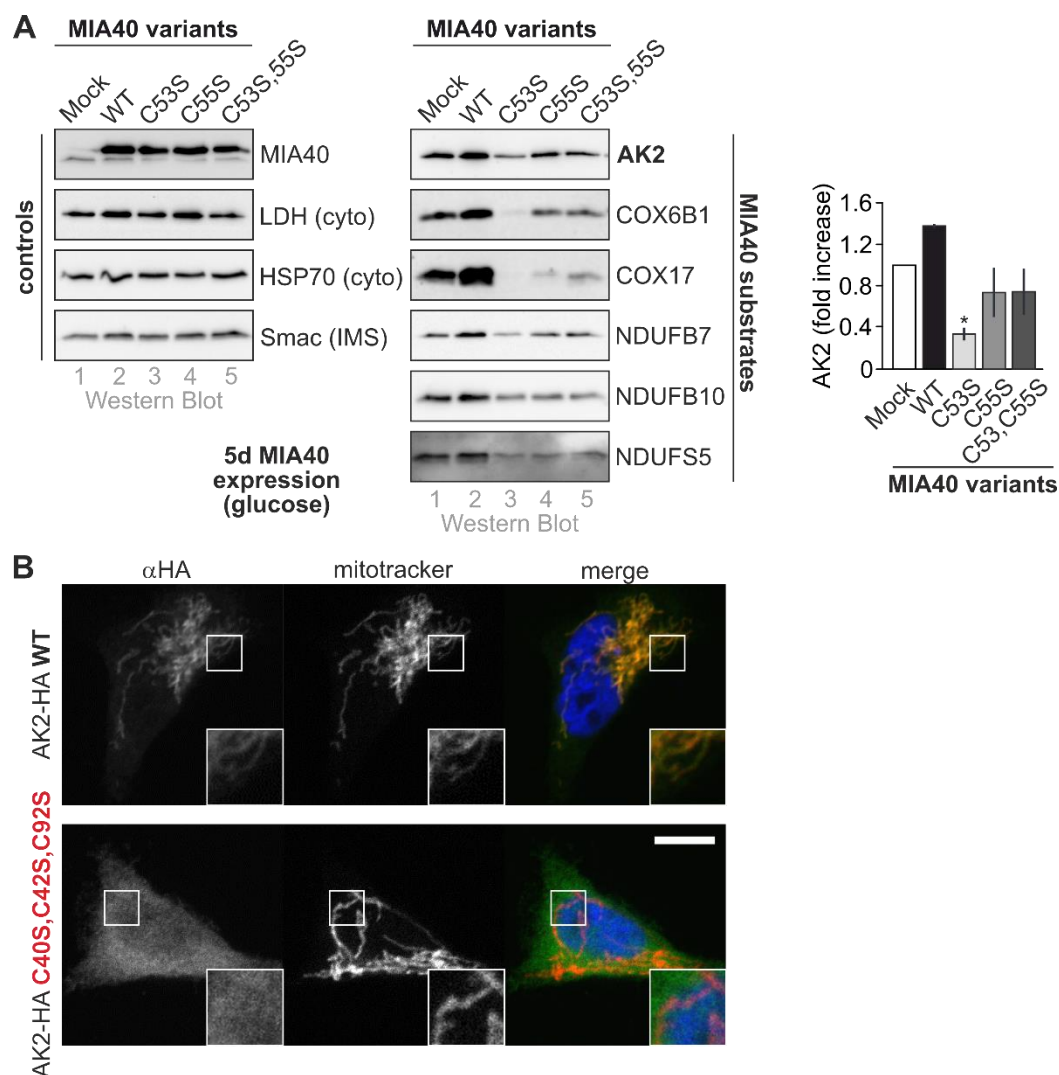 A
MIA40 variants
Mock
WT
C53S
C55S
C53S,55S
controls
MIA40
LDH (cyto)
HSP70 (cyto)
Smac (IMS)
1 2 3 4 5
Western Blot
5d MIA40
expression
(glucose)
MIA40 variants
Mock
WT
C53S
C55S
C53S,55S
AK2
COX6B1
COX17
NDUFB7
NDUFB10
NDUFS5
MIA40 substrates
1 2 3 4 5
Western Blot
AK2 (fold increase)
1.6
1.2
0.8
0.4
0
*
Mock
WT
C53S
C55S
C53,C55S
MIA40 variants
B
αHA
mitotracker
merge
AK2-HA WT
AK2-HA C40S,C42S,C92S